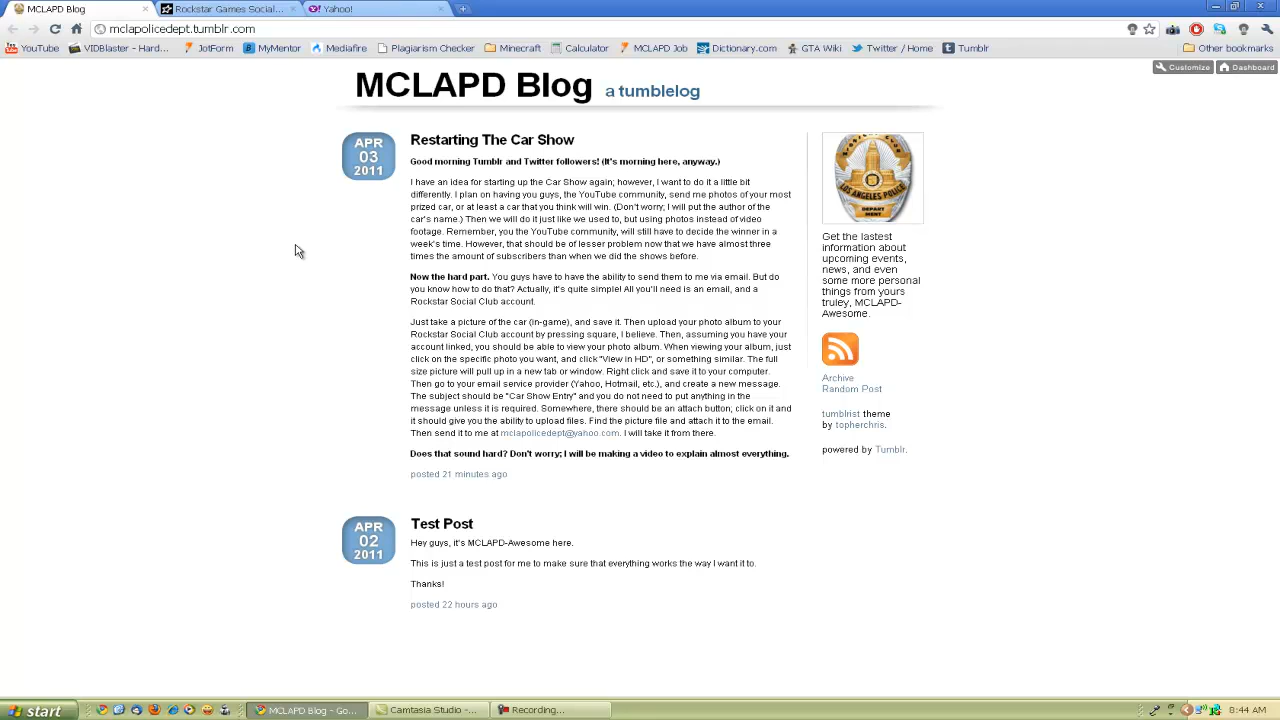 MCLAPD Blog
Rockstar Games Social...
Yahoo!
mclapolicedept.tumblr.com
YouTube
VIDBlaster - Hard...
JotForm
MyMentor
Mediafire
Plagiarism Checker
Minecraft
Calculator
MCLAPD Job
Dictionary.com
GTA Wiki
Twitter / Home
Tumblr
Other bookmarks
Customize
Dashboard
MCLAPD Blog a tumblelog
APR
03
2011
Restarting The Car Show
Good morning Tumblr and Twitter followers! (It's morning here, anyway.)
I have an idea for starting up the Car Show again; however, I want to do it a little bit
differently. I plan on having you guys, the YouTube community, send me photos of your most
prized car, or at least a car that you think will win. (Don't worry; I will put the author of the
car's name.) Then we will do it just like we used to, but using photos instead of video
footage. Remember, you the YouTube community, will still have to decide the winner in a
week's time. However, that should be of lesser problem now that we have almost three
times the amount of subscribers than when we did the shows before.
Now the hard part. You guys have to have the ability to send them to me via email. But do
you know how to do that? Actually, it's quite simple! All you'll need is an email, and a
Rockstar Social Club account.
Just take a picture of the car (in-game), and save it. Then upload your photo album to your
Rockstar Social Club account by pressing square, I believe. Then, assuming you have your
account linked, you should be able to view your photo album. When viewing your album, just
click on the specific photo you want, and click "View in HD", or something similar. The full
size picture will pull up in a new tab or window. Right click and save it to your computer.
Then go to your email service provider (Yahoo, Hotmail, etc.), and create a new message.
The subject should be "Car Show Entry" and you do not need to put anything in the
message unless it is required. Somewhere, there should be an attach button; click on it and
it should give you the ability to upload files. Find the picture file and attach it to the email.
Then send it to me at mclapolicedept@yahoo.com. I will take it from there.
Does that sound hard? Don't worry; I will be making a video to explain almost everything.
posted 21 minutes ago
APR
02
2011
Test Post
Hey guys, it's MCLAPD-Awesome here.
This is just a test post for me to make sure that everything works the way I want it to.
Thanks!
posted 22 hours ago
LOS ANGELES POLICE
DEPART
MENT
Get the lastest
information about
upcoming events,
news, and even
some more personal
things from yours
truley, MCLAPD-
Awesome.
Archive
Random Post
tumblrist theme
by topherchris.
powered by Tumblr.
start
MCLAPD Blog - Go...
Camtasia Studio -...
Recording...
8:44 AM